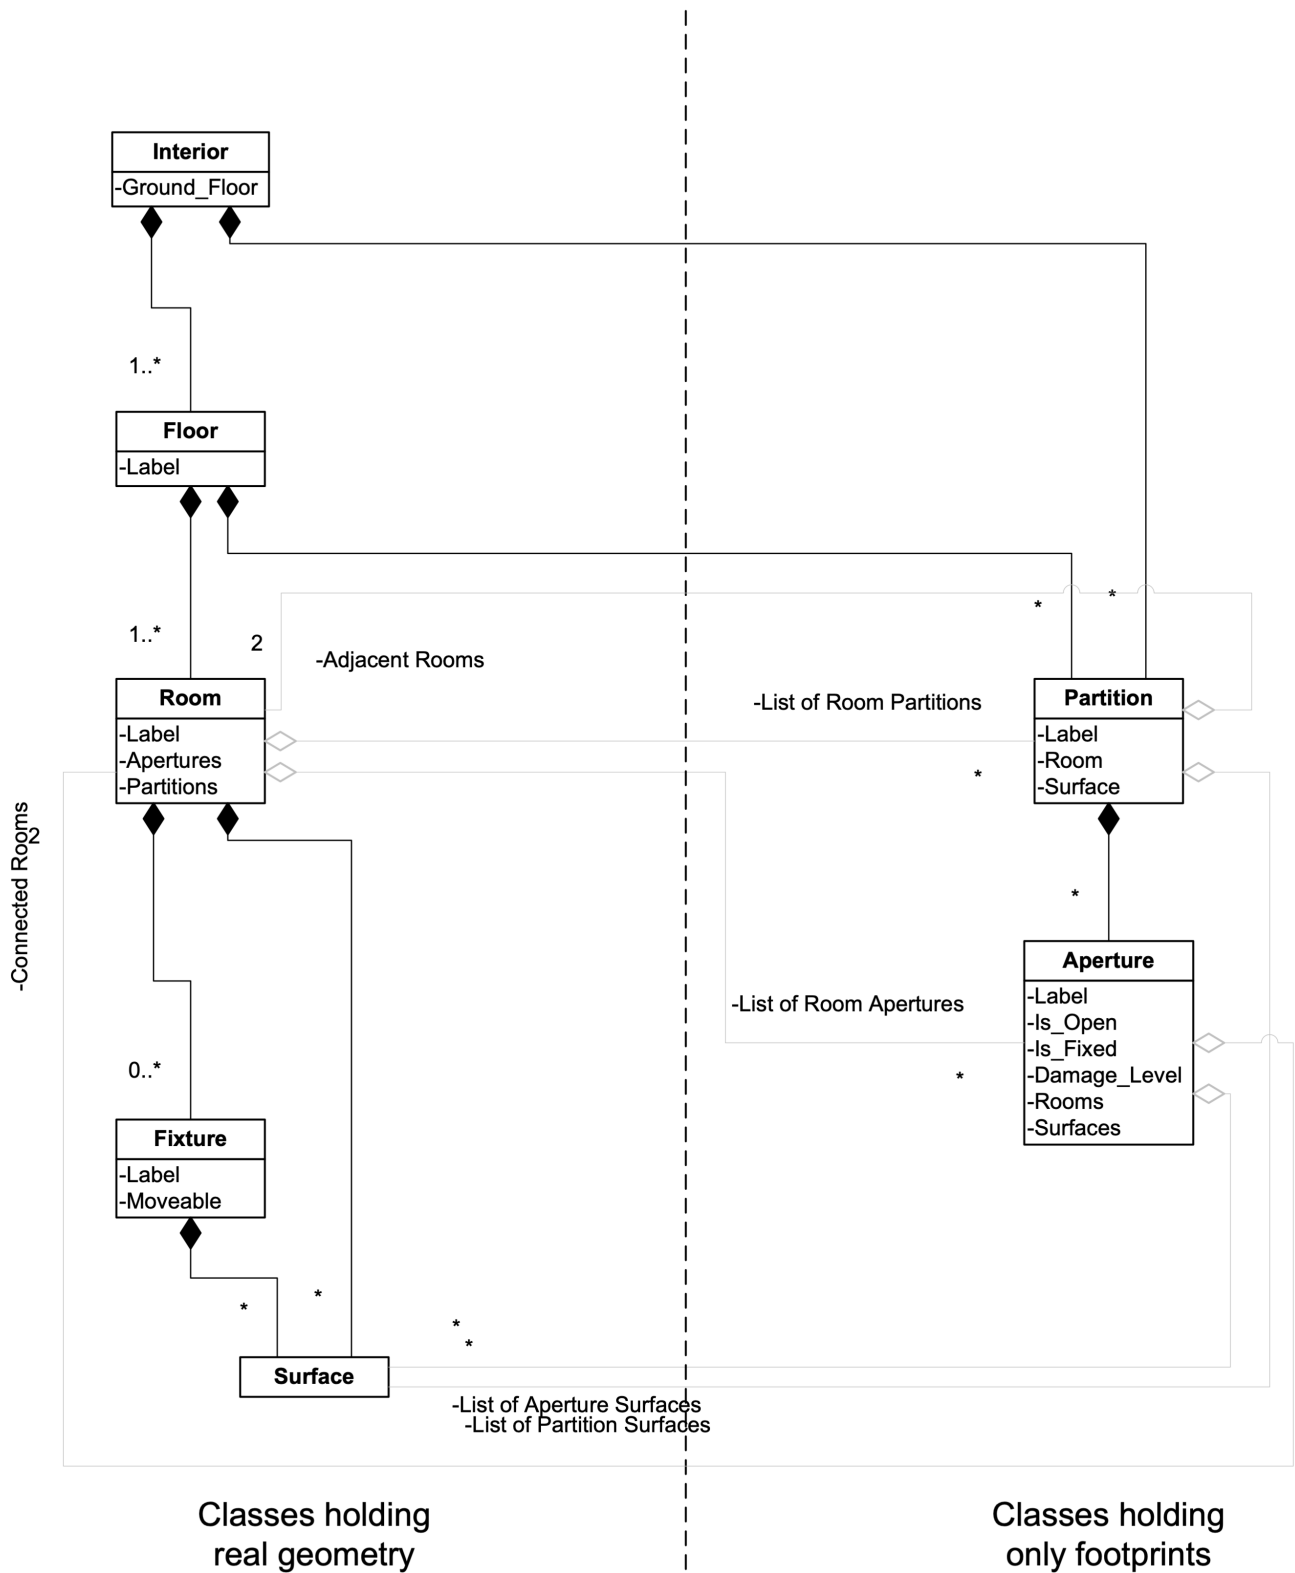 Interior
-Ground_Floor
1..*
Floor
-Label
*
*
1..*
2
-Adjacent Rooms
Room
-Label
-Apertures
-Partitions
-List of Room Partitions
*
Partition
-Label
-Room
-Surface
-Connected Rooms
2
*
Aperture
-Label
-Is_Open
-Is_Fixed
-Damage_Level
-Rooms
-Surfaces
-List of Room Apertures
*
0..*
Fixture
-Label
-Moveable
*
*
*
*
Surface
-List of Aperture Surfaces
-List of Partition Surfaces
Classes holding
real geometry
Classes holding
only footprints